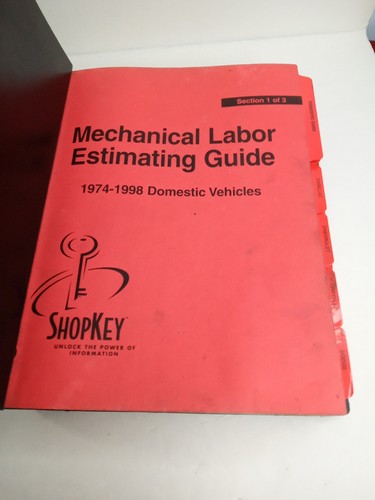 Section 1 of 3
Mechanical Labor
Estimating Guide
1974-1998 Domestic Vehicles
SHOPKEY
UNLOCK THE POWER OF
INFORMATION